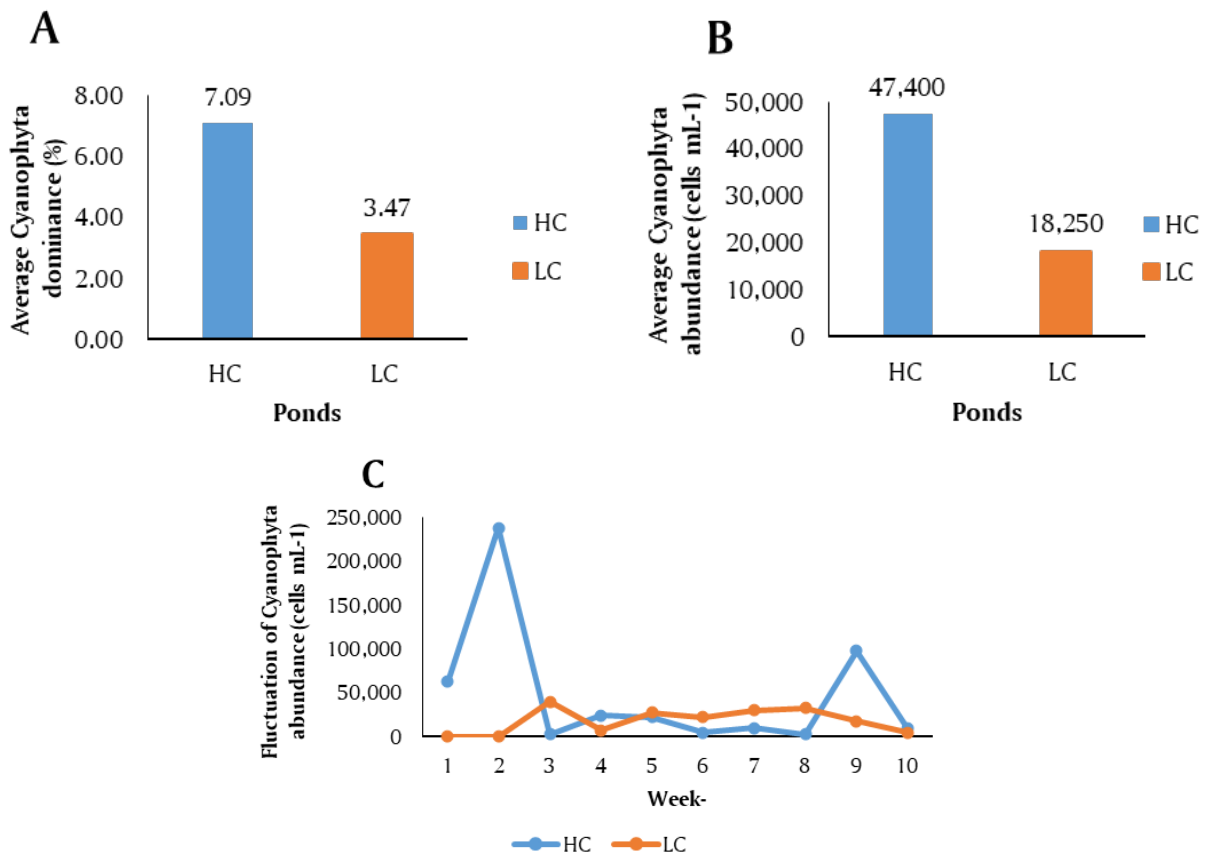 A
Average Cyanophyta
dominance (%)
8.00
6.00
4.00
2.00
0.00
7.09
3.47
HC
LC
Ponds
HC
LC
B
Average Cyanophyta
abundance (cells mL-1)
50,000
40,000
30,000
20,000
10,000
0
47,400
18,250
HC
LC
Ponds
HC
LC
C
Fluctuation of Cyanophyta
abundance (cells mL-1)
250,000
200,000
150,000
100,000
50,000
0
1 2 3 4 5 6 7 8 9 10
Week-
HC LC